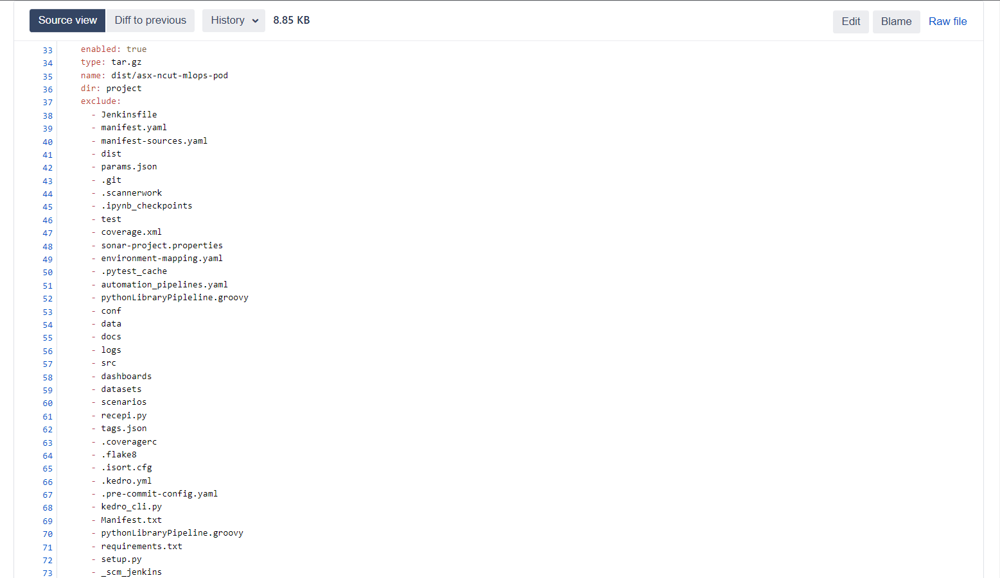 Source view Diff to previous History 8.85 KB Edit Blame Raw file
33 enabled: true
34 type: tar.gz
35 name: dist/asx-ncut-mlops-pod
36 dir: project
37 exclude:
38 - Jenkinsfile
39 - manifest.yaml
40 - manifest-sources.yaml
41 - dist
42 - params.json
43 - .git
44 - .scannerwork
45 - .ipynb_checkpoints
46 - test
47 - coverage.xml
48 - sonar-project.properties
49 - environment-mapping.yaml
50 - .pytest_cache
51 - automation_pipelines.yaml
52 - pythonLibraryPipleline.groovy
53 - conf
54 - data
55 - docs
56 - logs
57 - src
58 - dashboards
59 - datasets
60 - scenarios
61 - recepi.py
62 - tags.json
63 - .coveragerc
64 - .flake8
65 - .isort.cfg
66 - .kedro.yml
67 - .pre-commit-config.yaml
68 - kedro_cli.py
69 - Manifest.txt
70 - pythonLibraryPipeline.groovy
71 - requirements.txt
72 - setup.py
73 - _scm_jenkins